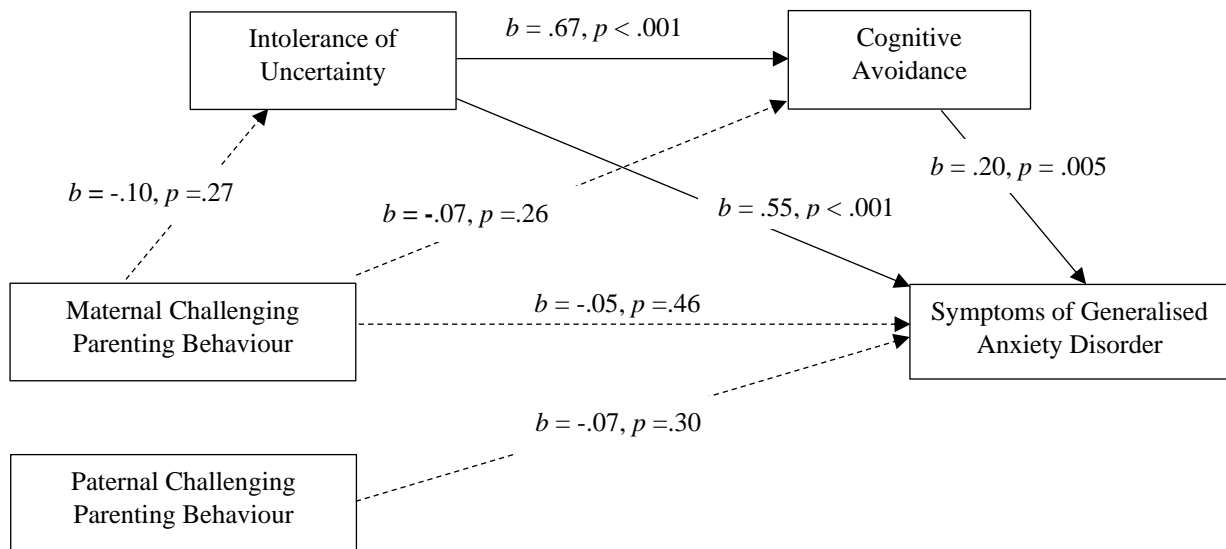 Intolerance of
Uncertainty
b = .67, p < .001
Cognitive
Avoidance
b = -.10, p =.27
b = -.07, p =.26
b = .55, p < .001
b = .20, p = .005
Maternal Challenging
Parenting Behaviour
b = -.05, p =.46
Symptoms of Generalised
Anxiety Disorder
b = -.07, p =.30
Paternal Challenging
Parenting Behaviour